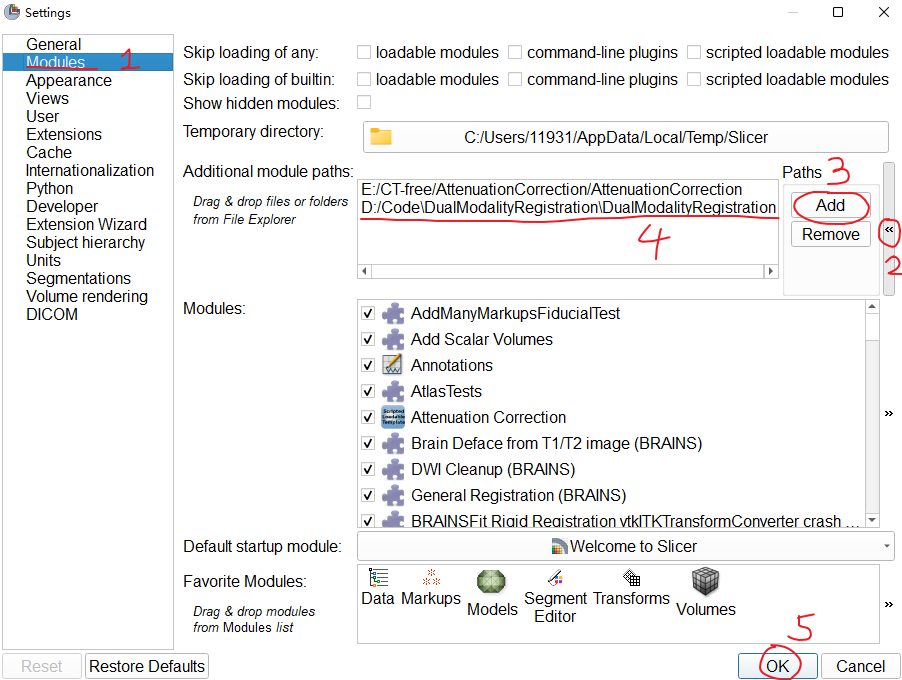 Settings
General
Modules 1
Appearance
Views
User
Extensions
Cache
Internationalization
Python
Developer
Extension Wizard
Subject hierarchy
Units
Segmentations
Volume rendering
DICOM
Skip loading of any: loadable modules command-line plugins scripted loadable modules
Skip loading of builtin: loadable modules command-line plugins scripted loadable modules
Show hidden modules:
Temporary directory: C:/Users/11931/AppData/Local/Temp/Slicer
Additional module paths:
Drag & drop files or folders
from File Explorer
E:/CT-free/AttenuationCorrection/AttenuationCorrection
D:/Code\DualModalityRegistration\DualModalityRegistration
4
Paths 3
Add
Remove
«
2
Modules:
AddManyMarkupsFiducialTest
Add Scalar Volumes
Annotations
AtlasTests
Scripted
Loadable
Template
Attenuation Correction
Brain Deface from T1/T2 image (BRAINS)
DWI Cleanup (BRAINS)
General Registration (BRAINS)
BRAINSFit Rigid Registration vtkITKTransformConverter crash ...
»
Default startup module: Welcome to Slicer
Favorite Modules:
Drag & drop modules
from Modules list
Data Markups Models Segment Editor Transforms Volumes
»
5
Reset Restore Defaults OK Cancel